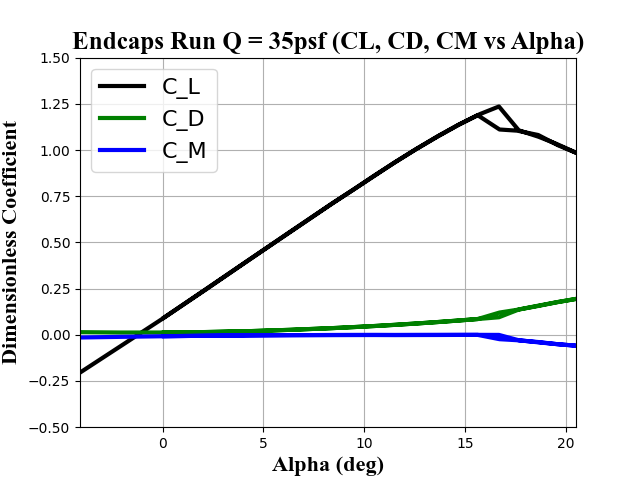 Endcaps Run Q = 35psf (CL, CD, CM vs Alpha)
C_L
C_D
C_M
Dimensionless Coefficient
1.50
1.25
1.00
0.75
0.50
0.25
0.00
−0.25
−0.50
0 5 10 15 20
Alpha (deg)